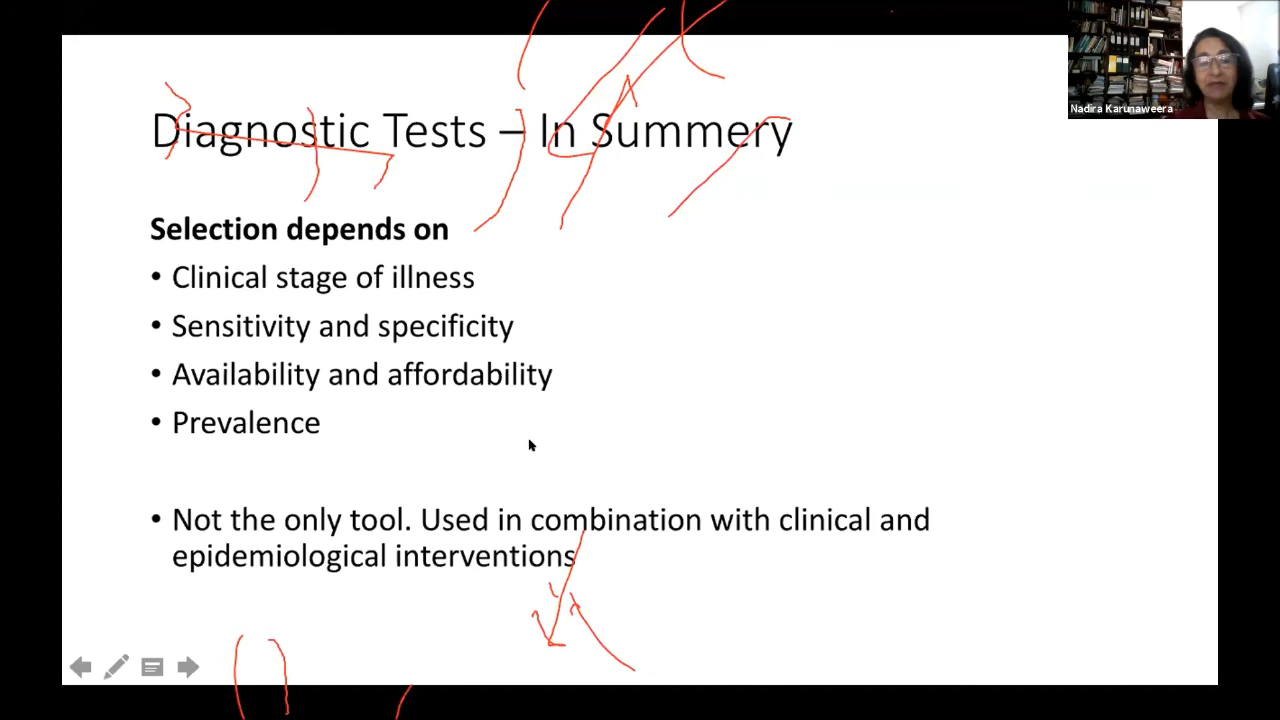 Nadira Karunaweera
Diagnostic Tests – In Summery
Selection depends on
• Clinical stage of illness
• Sensitivity and specificity
• Availability and affordability
• Prevalence
• Not the only tool. Used in combination with clinical and
epidemiological interventions